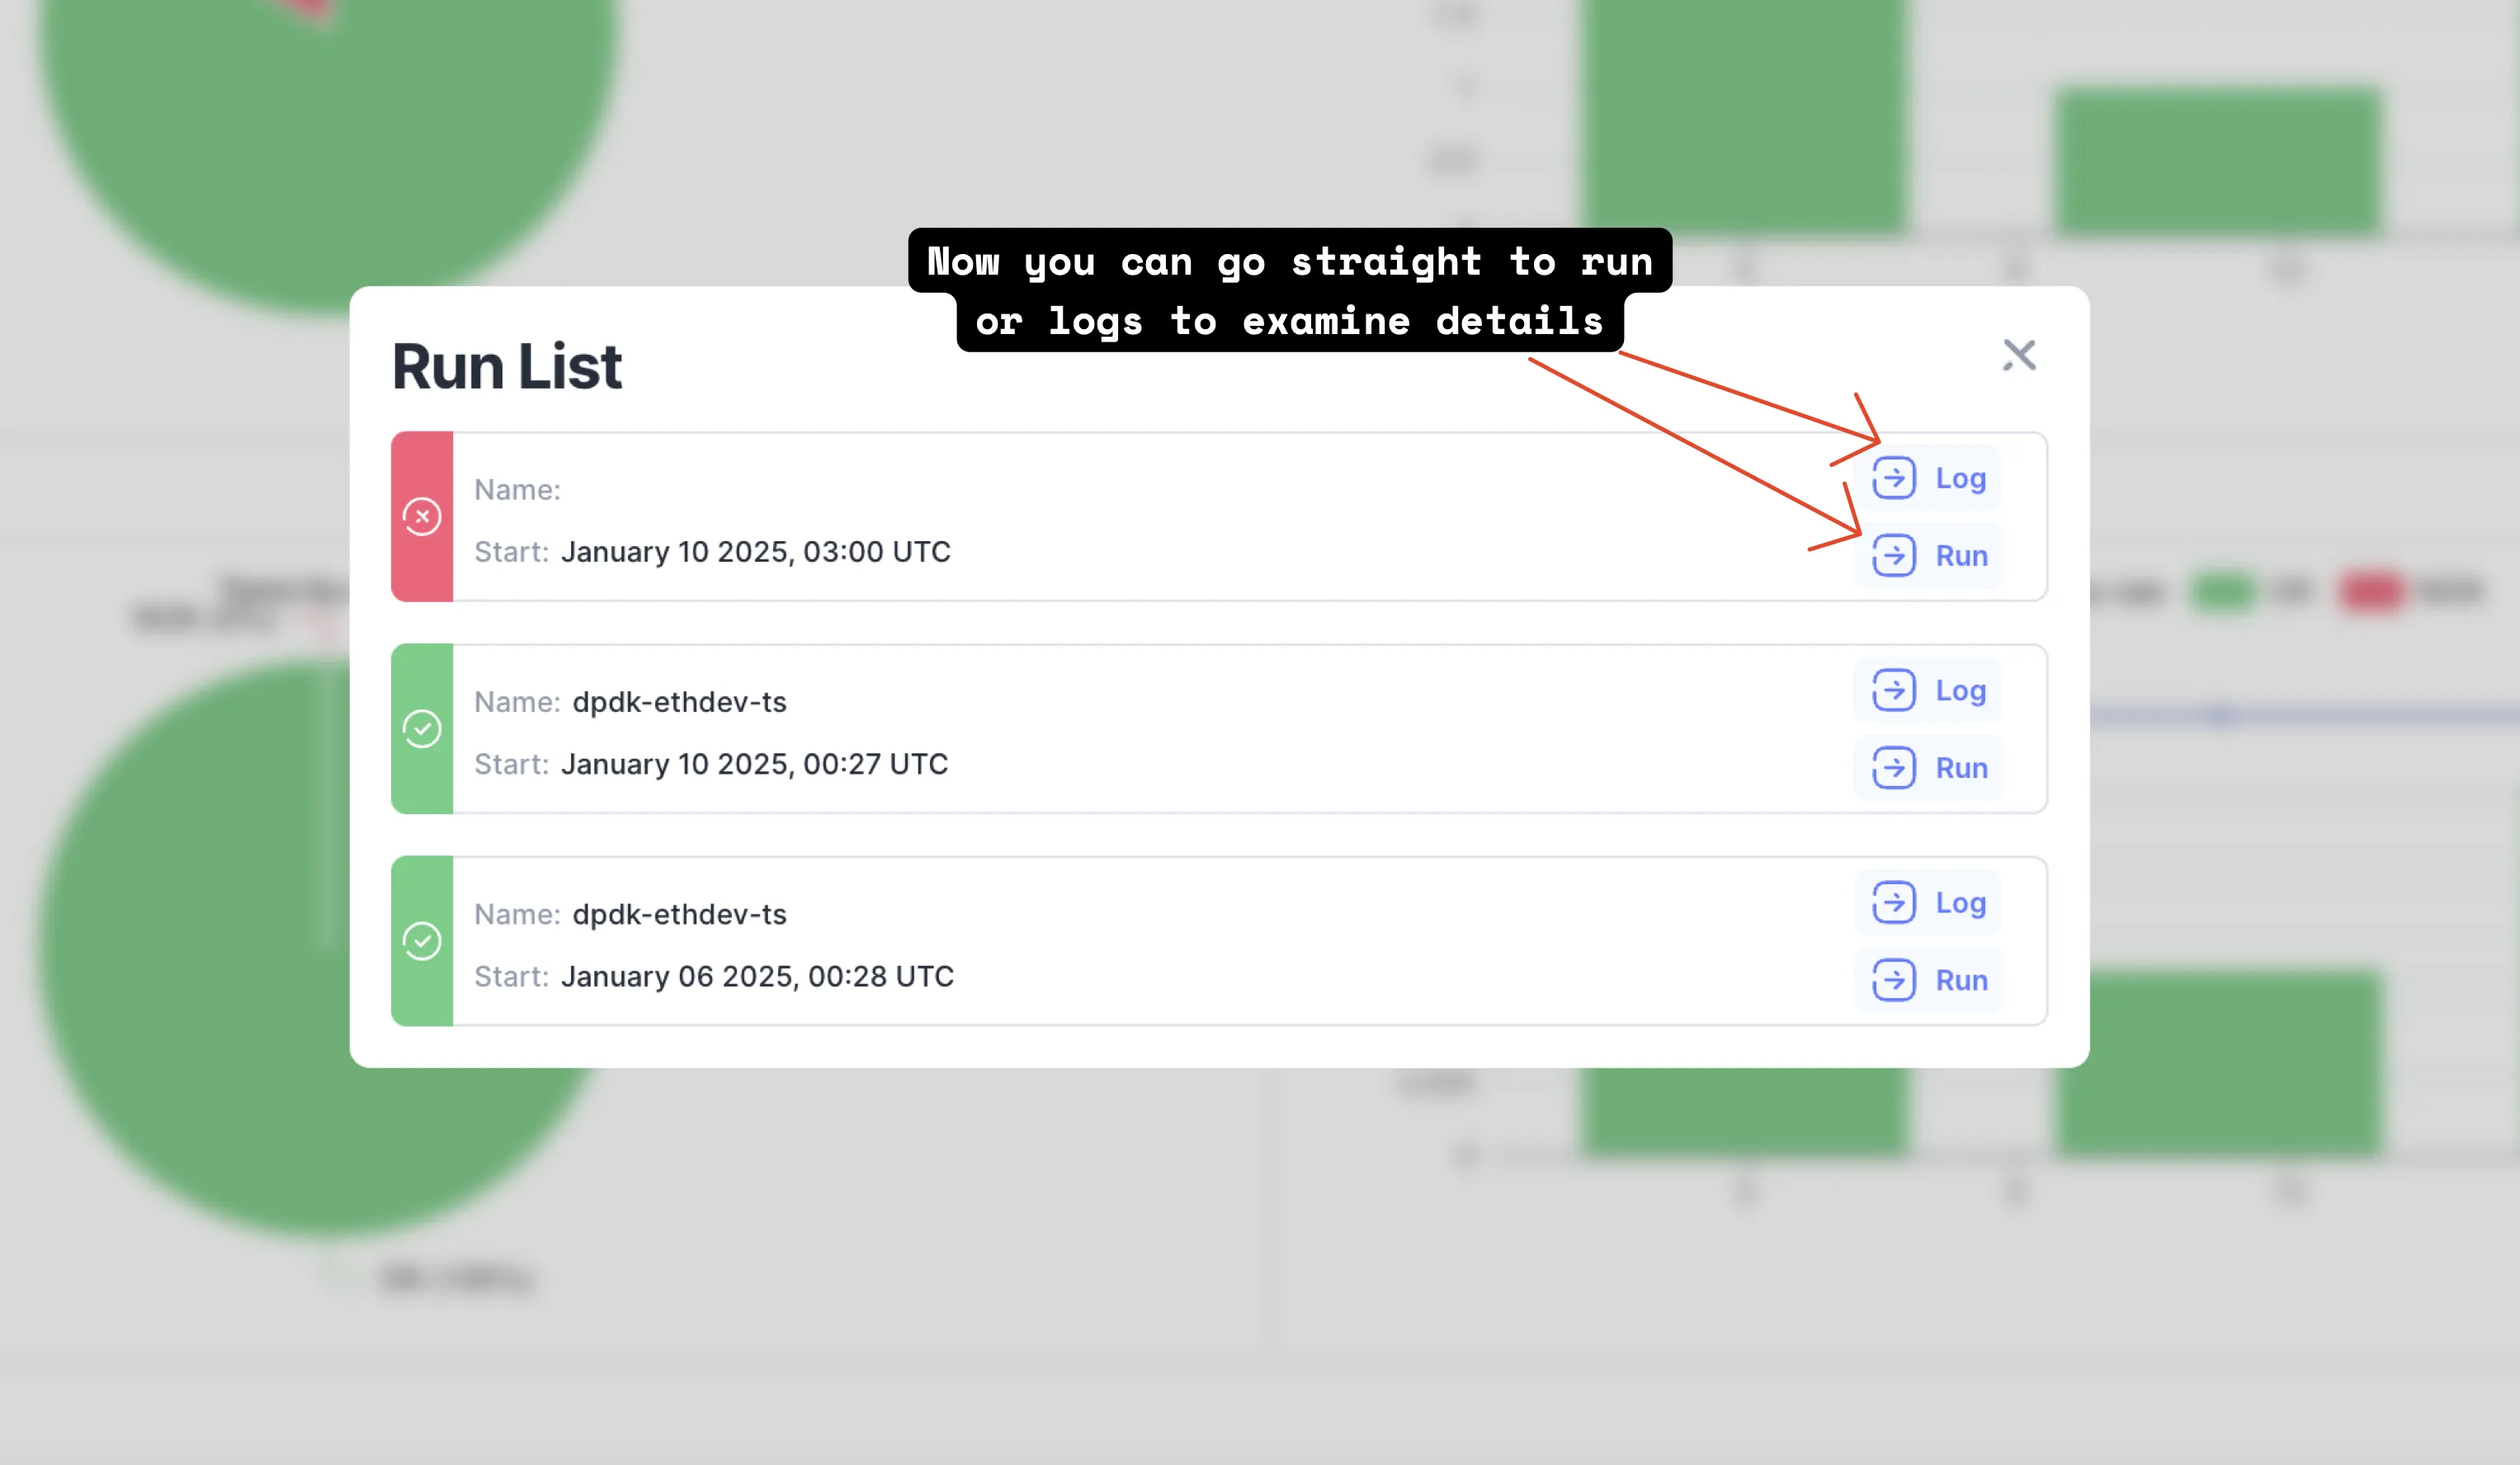 Now you can go straight to run
or logs to examine details
Run List
Name:
Start: January 10 2025, 03:00 UTC
Log
Run
Name: dpdk-ethdev-ts
Start: January 10 2025, 00:27 UTC
Log
Run
Name: dpdk-ethdev-ts
Start: January 06 2025, 00:28 UTC
Log
Run